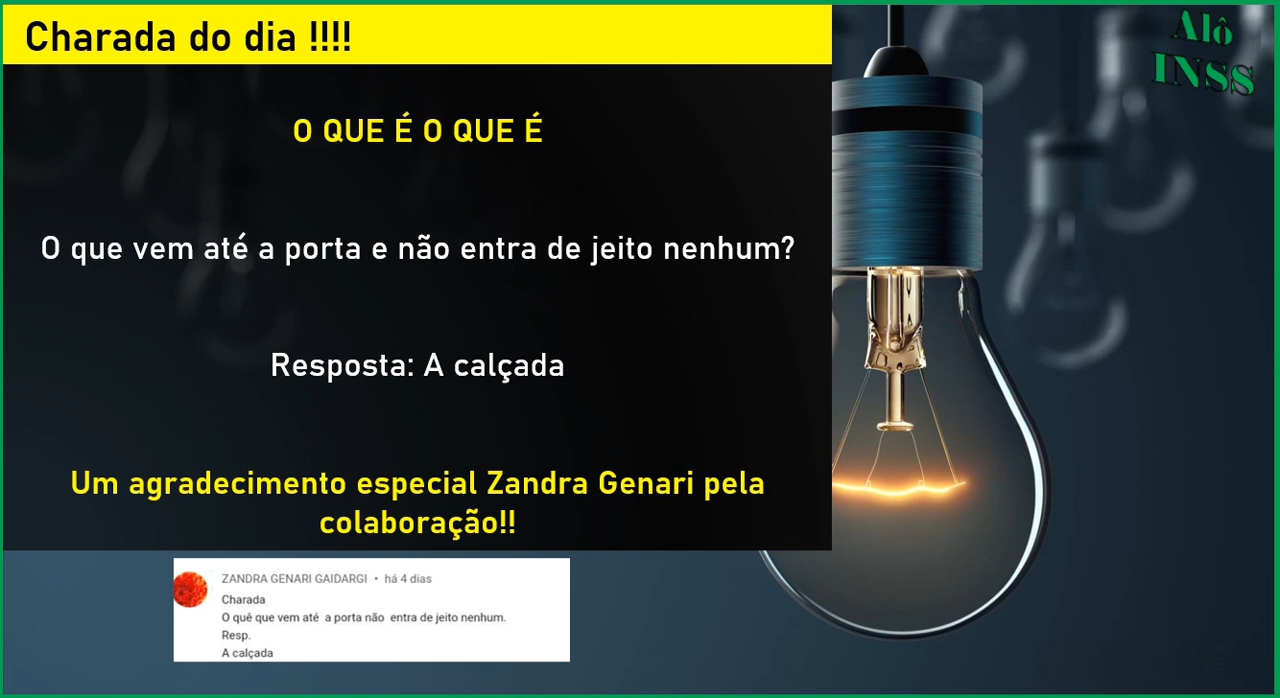 Charada do dia !!!!
Alô
INSS
O QUE É O QUE É
O que vem até a porta e não entra de jeito nenhum?
Resposta: A calçada
Um agradecimento especial Zandra Genari pela
colaboração!!
ZANDRA GENARI GAIDARGI • há 4 dias
Charada
O quê que vem até a porta não entra de jeito nenhum.
Resp.
A calçada